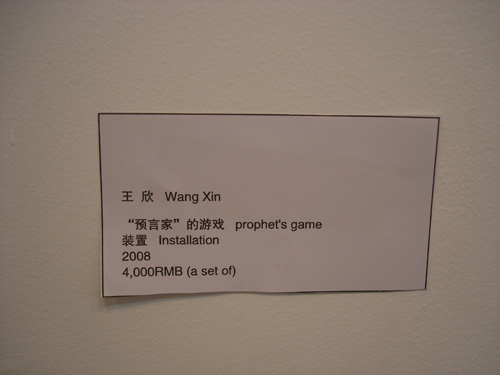 王 欣 Wang Xin
“预言家”的游戏 prophet's game
装置 Installation
2008
4,000RMB (a set of)